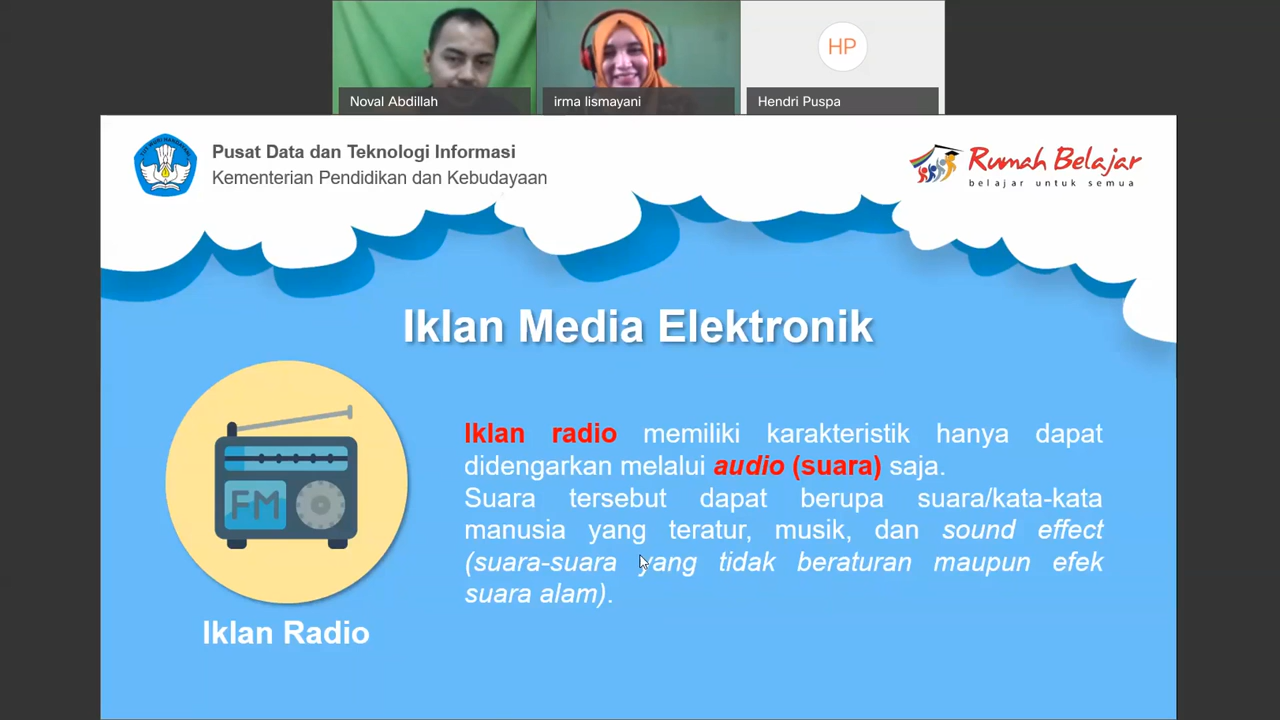 HP
Noval Abdillah
irma lismayani
Hendri Puspa
Pusat Data dan Teknologi Informasi
Kementerian Pendidikan dan Kebudayaan
Rumah Belajar
belajar untuk semua
Iklan Media Elektronik
Iklan radio memiliki karakteristik hanya dapat
didengarkan melalui audio (suara) saja.
Suara tersebut dapat berupa suara/kata-kata
manusia yang teratur, musik, dan sound effect
(suara-suara yang tidak beraturan maupun efek
suara alam).
FM
Iklan Radio